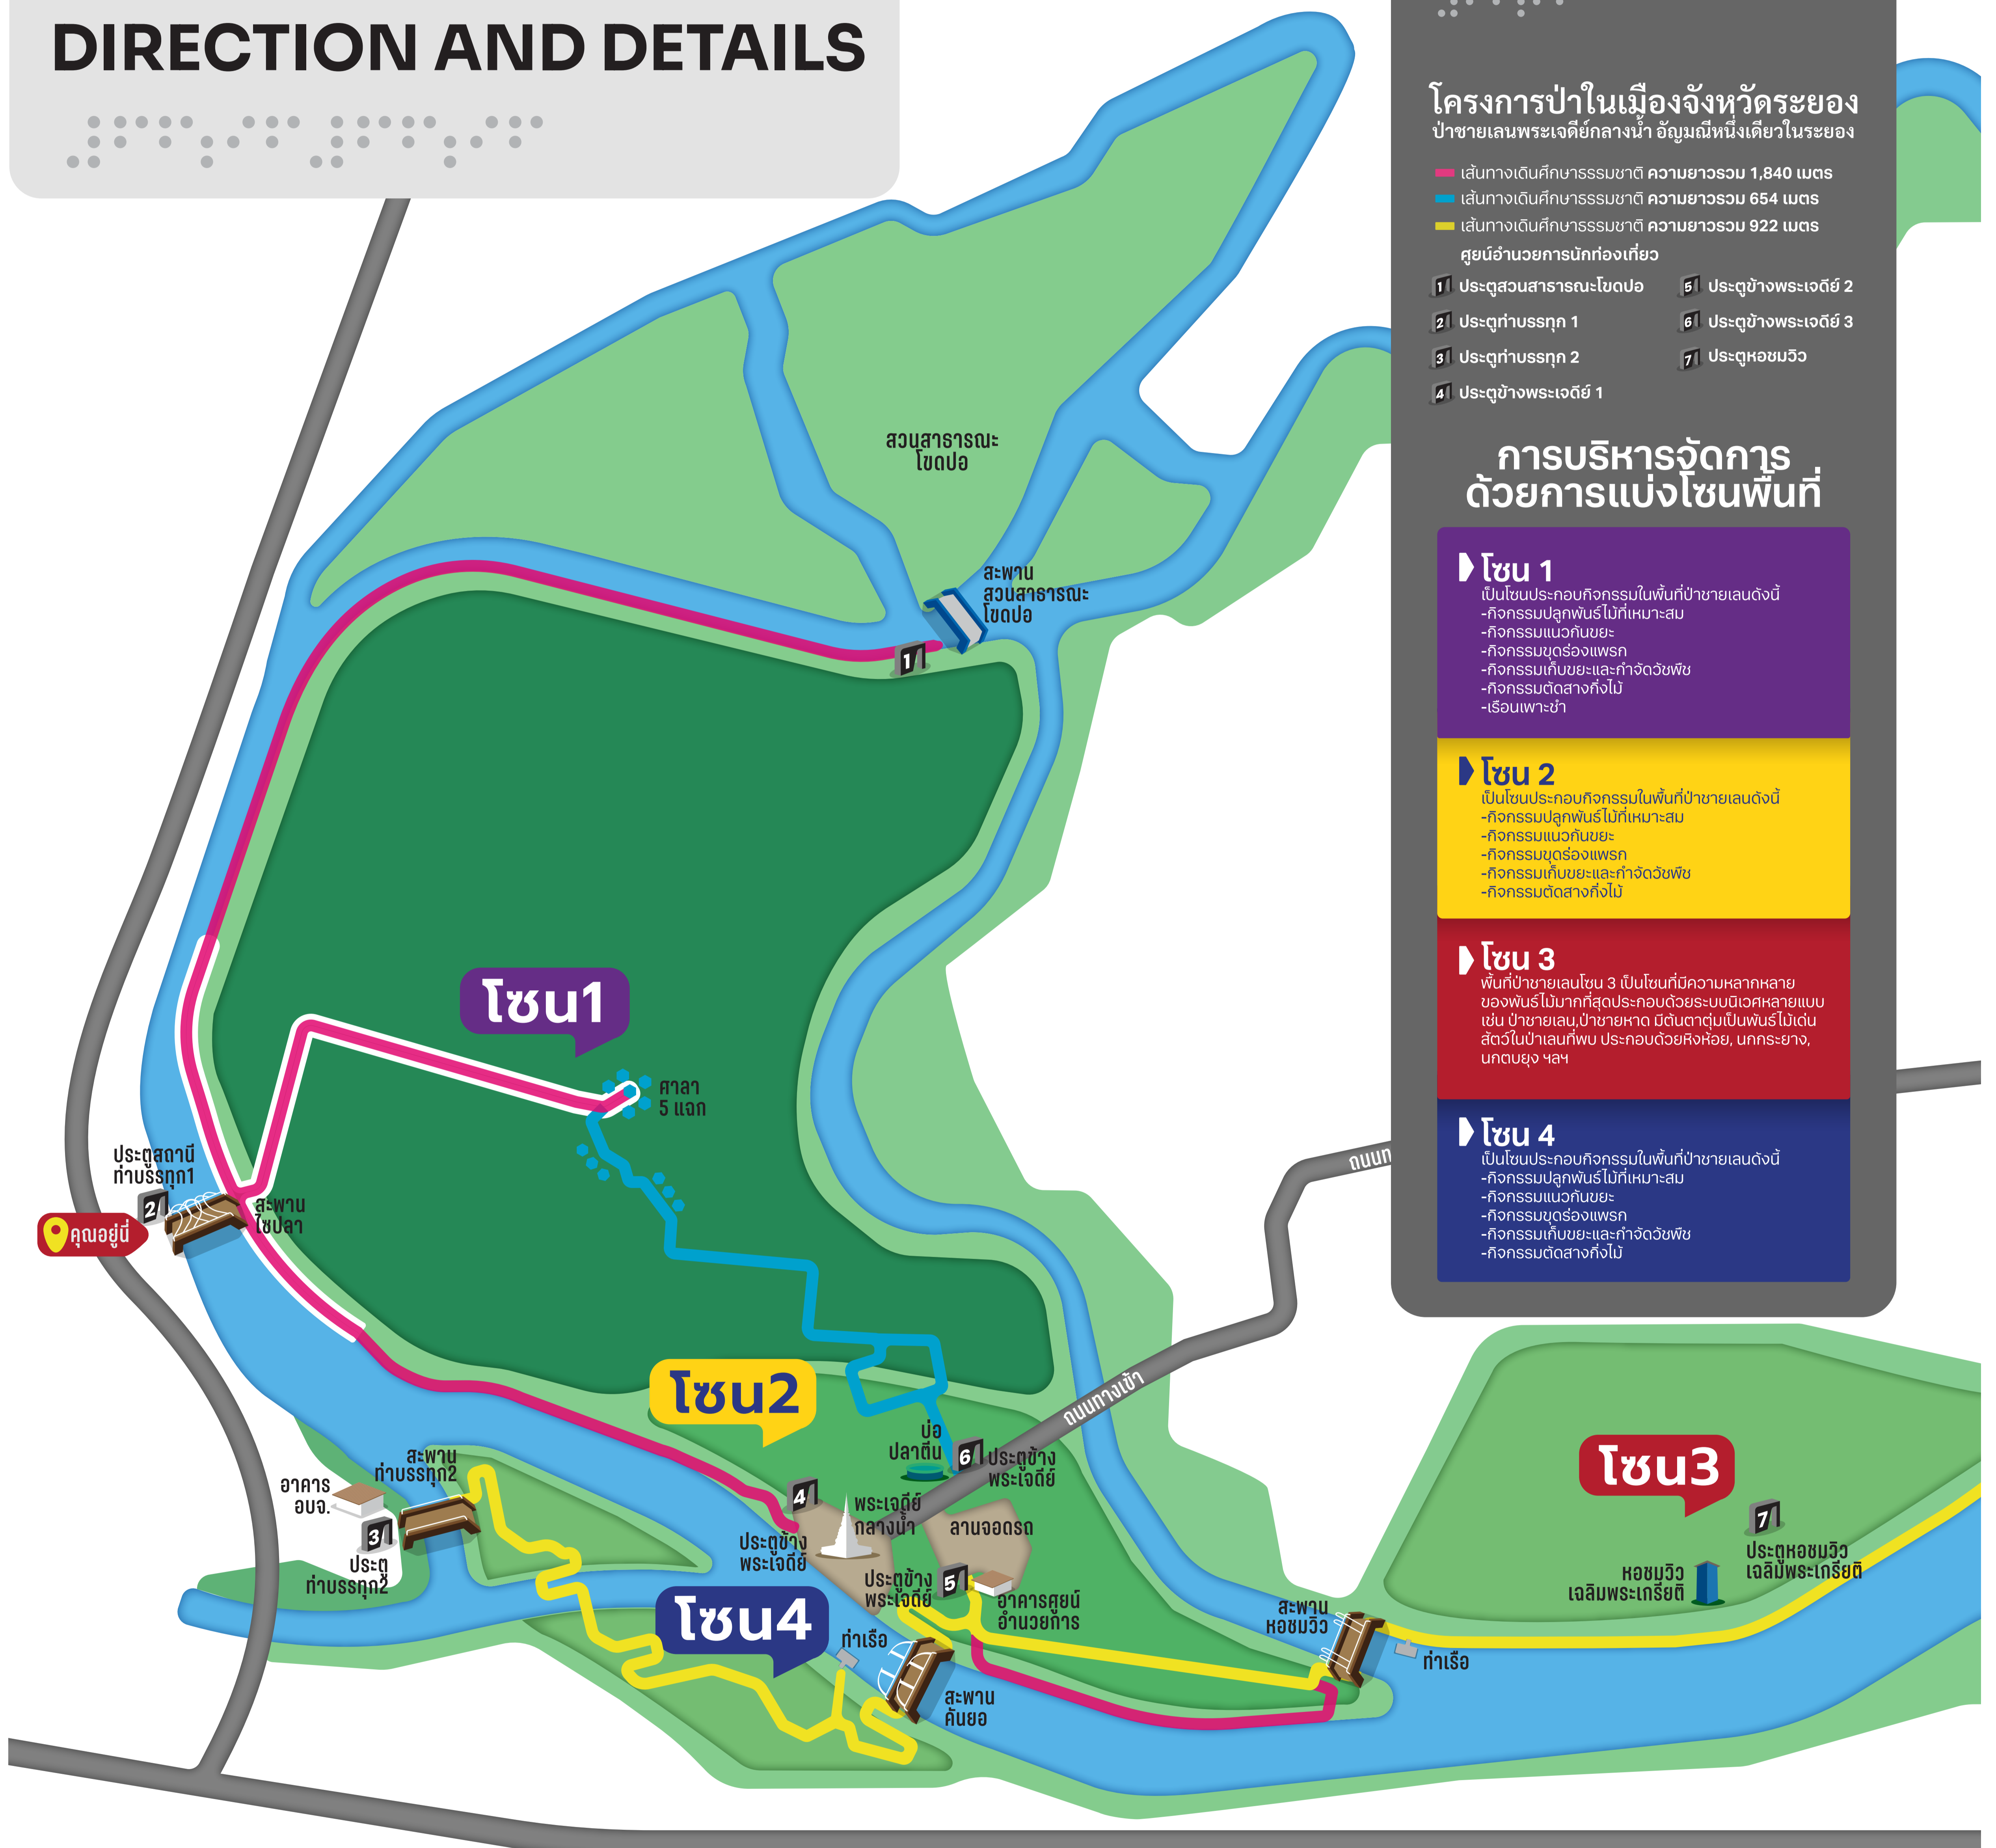 DIRECTION AND DETAILS
โครงการป่าในเมืองจังหวัดระยอง
ป่าชายเลนพระเจดีย์กลางน้ำ อัญมณีหนึ่งเดียวในระยอง
เส้นทางเดินศึกษาธรรมชาติ ความยาวรวม 1,840 เมตร
เส้นทางเดินศึกษาธรรมชาติ ความยาวรวม 654 เมตร
เส้นทางเดินศึกษาธรรมชาติ ความยาวรวม 922 เมตร
ศูยน์อำนวยการนักท่องเที่ยว
1 ประตูสวนสาธารณะโขดปอ
2 ประตูท่าบรรทุก 1
3 ประตูท่าบรรทุก 2
4 ประตูข้างพระเจดีย์ 1
5 ประตูข้างพระเจดีย์ 2
6 ประตูข้างพระเจดีย์ 3
7 ประตูหอชมวิว
การบริหารจัดการ
ด้วยการแบ่งโซนพื้นที่
โซน 1
เป็นโซนประกอบกิจกรรมในพื้นที่ป่าชายเลนดังนี้
-กิจกรรมปลูกพันธ์ไม้ที่เหมาะสม
-กิจกรรมแนวกันขยะ
-กิจกรรมขุดร่องแพรก
-กิจกรรมเก็บขยะและกำจัดวัชพืช
-กิจกรรมตัดสางกิ่งไม้
-เรือนเพาะชำ
โซน 2
เป็นโซนประกอบกิจกรรมในพื้นที่ป่าชายเลนดังนี้
-กิจกรรมปลูกพันธ์ไม้ที่เหมาะสม
-กิจกรรมแนวกันขยะ
-กิจกรรมขุดร่องแพรก
-กิจกรรมเก็บขยะและกำจัดวัชพืช
-กิจกรรมตัดสางกิ่งไม้
โซน 3
พื้นที่ป่าชายเลนโซน 3 เป็นโซนที่มีความหลากหลาย
ของพันธ์ไม้มากที่สุดประกอบด้วยระบบนิเวศหลายแบบ
เช่น ป่าชายเลน,ป่าชายหาด มีต้นตาตุ่มเป็นพันธ์ไม้เด่น
สัตว์ในป่าเลนที่พบ ประกอบด้วยหิงห้อย, นกกระยาง,
นกตบยุง ฯลฯ
โซน 4
เป็นโซนประกอบกิจกรรมในพื้นที่ป่าชายเลนดังนี้
-กิจกรรมปลูกพันธ์ไม้ที่เหมาะสม
-กิจกรรมแนวกันขยะ
-กิจกรรมขุดร่องแพรก
-กิจกรรมเก็บขยะและกำจัดวัชพืช
-กิจกรรมตัดสางกิ่งไม้
สวนสาธารณะ
โขดปอ
สะพาน
สวนสาธารณะ
โขดปอ
1
โซน1
ศาลา
5 แฉก
ประตูสถานี
ท่าบรรทุก1
2
สะพาน
ไซปลา
คุณอยู่นี่
โซน2
ถนนทางเข้า
บ่อ
ปลาตีน
6
ประตูข้าง
พระเจดีย์
สะพาน
ท่าบรรทุก2
อาคาร
อบจ.
3
ประตู
ท่าบรรทุก2
4
ประตูข้าง
พระเจดีย์
พระเจดีย์
กลางน้ำ
ลานจอดรถ
ประตูข้าง
พระเจดีย์
5
อาคารศูยน์
อำนวยการ
โซน4
ท่าเรือ
สะพาน
คันยอ
สะพาน
หอชมวิว
ท่าเรือ
โซน3
7
ประตูหอชมวิว
เฉลิมพระเกรียติ
หอชมวิว
เฉลิมพระเกรียติ